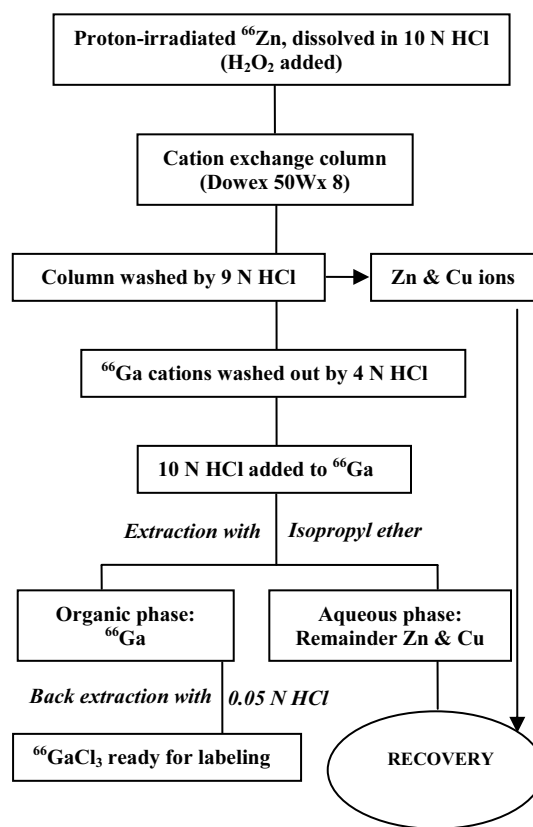 Proton-irradiated ⁶⁶Zn, dissolved in 10 N HCl
(H₂O₂ added)
Cation exchange column
(Dowex 50Wx 8)
Column washed by 9 N HCl
Zn & Cu ions
⁶⁶Ga cations washed out by 4 N HCl
10 N HCl added to ⁶⁶Ga
Extraction with
Isopropyl ether
Organic phase:
⁶⁶Ga
Aqueous phase:
Remainder Zn & Cu
Back extraction with
0.05 N HCl
⁶⁶GaCl₃ ready for labeling
RECOVERY